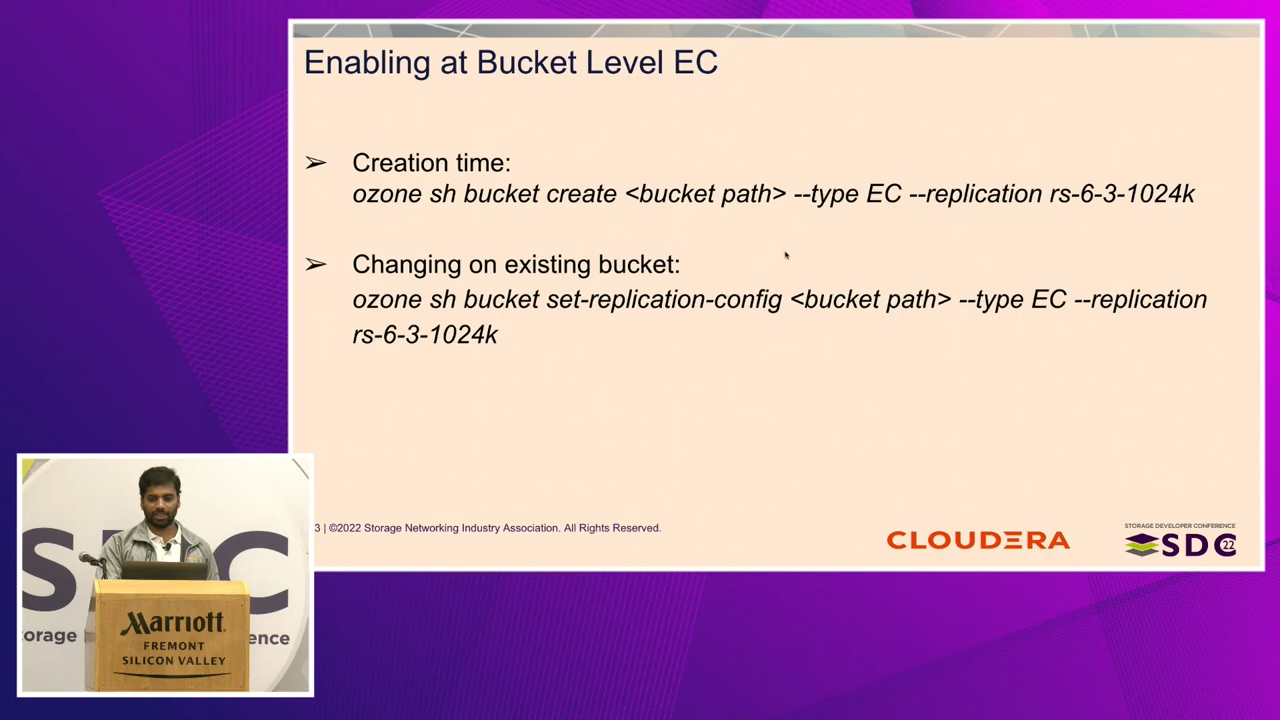 Enabling at Bucket Level EC
➢ Creation time:
ozone sh bucket create <bucket path> --type EC --replication rs-6-3-1024k
➢ Changing on existing bucket:
ozone sh bucket set-replication-config <bucket path> --type EC --replication
rs-6-3-1024k
3 | ©2022 Storage Networking Industry Association. All Rights Reserved.
CLOUDERA
STORAGE DEVELOPER CONFERENCE
SDC 22
torage
ence
Marriott
FREMONT
SILICON VALLEY